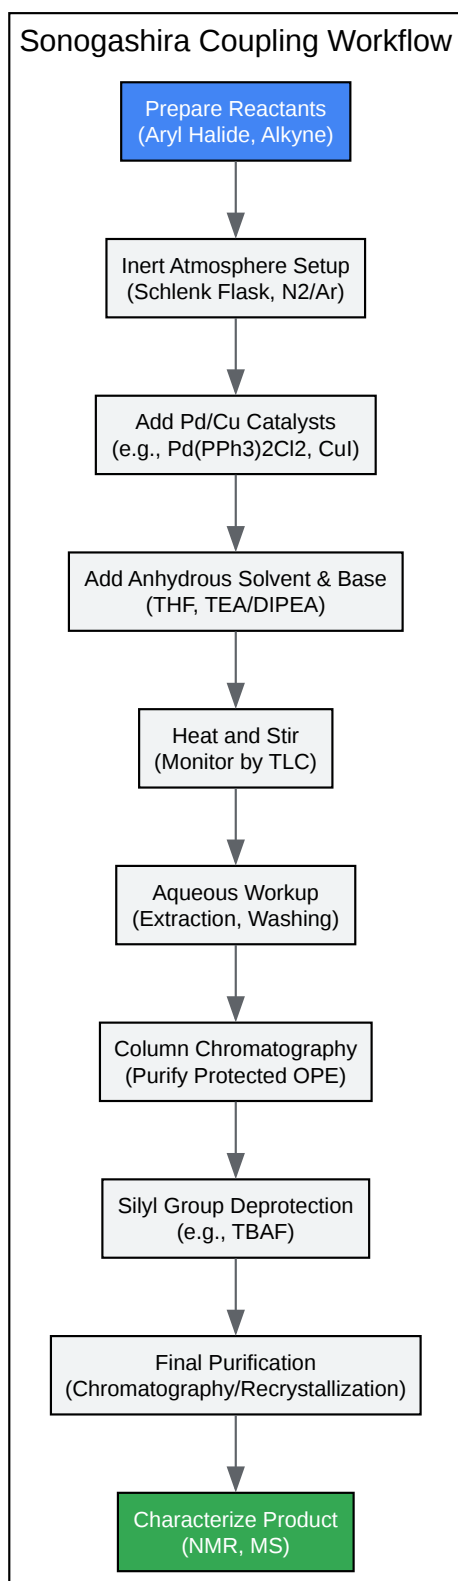 Sonogashira Coupling Workflow
Prepare Reactants
(Aryl Halide, Alkyne)
Inert Atmosphere Setup
(Schlenk Flask, N2/Ar)
Add Pd/Cu Catalysts
(e.g., Pd(PPh3)2Cl2, CuI)
Add Anhydrous Solvent & Base
(THF, TEA/DIPEA)
Heat and Stir
(Monitor by TLC)
Aqueous Workup
(Extraction, Washing)
Column Chromatography
(Purify Protected OPE)
Silyl Group Deprotection
(e.g., TBAF)
Final Purification
(Chromatography/Recrystallization)
Characterize Product
(NMR, MS)